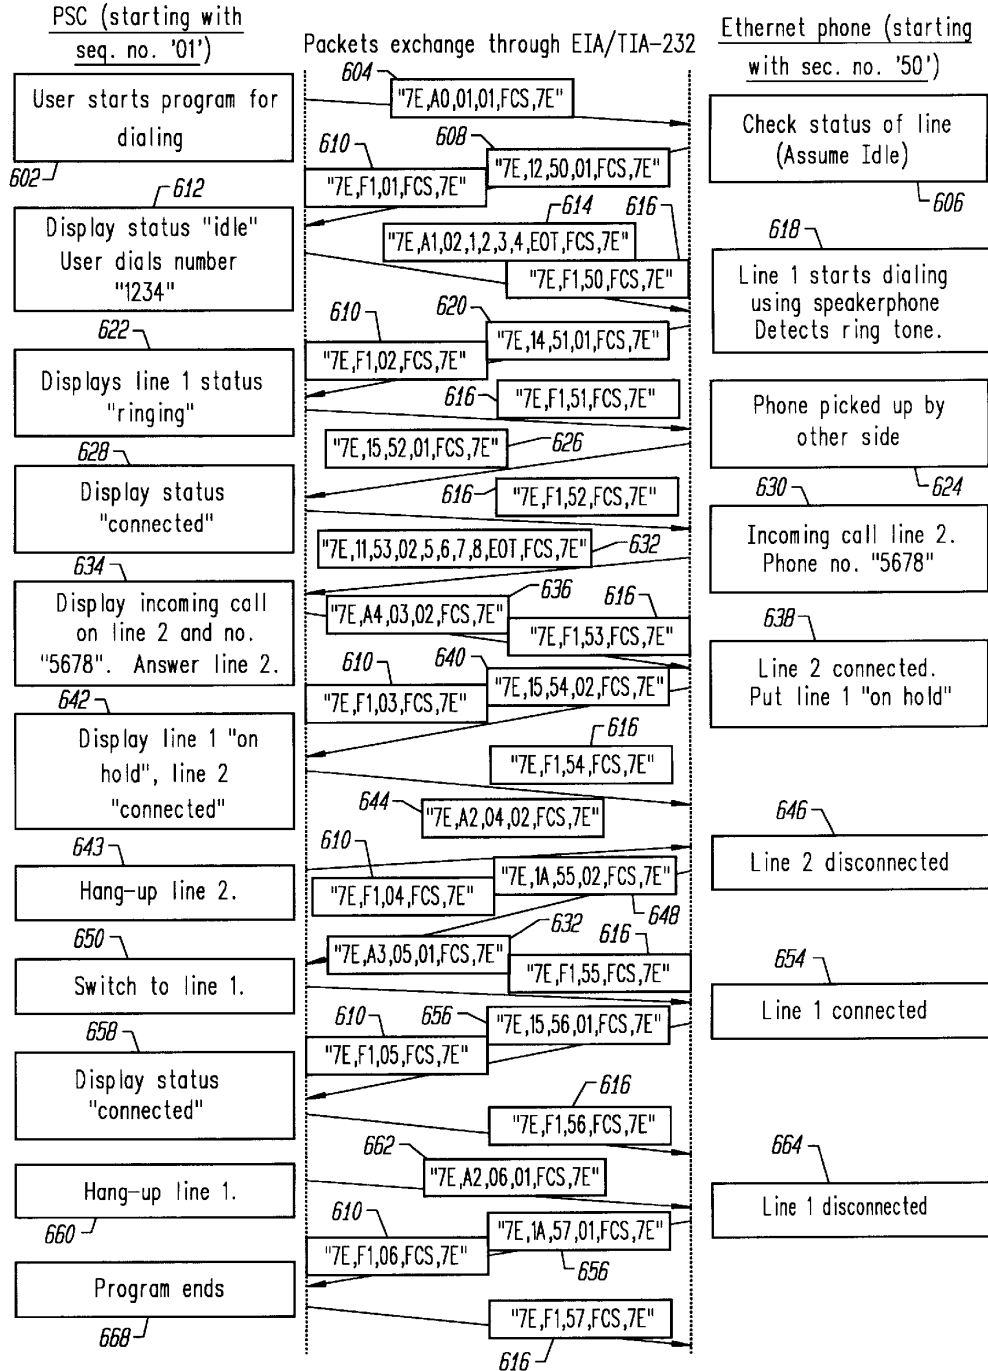 PSC (starting with
seq. no. '01')
Packets exchange through EIA/TIA-232
Ethernet phone (starting
with sec. no. '50')
604
User starts program for
dialing
602
"7E,A0,01,01,FCS,7E"
Check status of line
(Assume Idle)
606
610
608
"7E,12,50,01,FCS,7E"
"7E,F1,01,FCS,7E"
612
Display status "idle"
User dials number
"1234"
614
616
"7E,A1,02,1,2,3,4,EOT,FCS,7E"
"7E,F1,50,FCS,7E"
618
Line 1 starts dialing
using speakerphone
Detects ring tone.
610
620
"7E,14,51,01,FCS,7E"
"7E,F1,02,FCS,7E"
622
Displays line 1 status
"ringing"
616
"7E,F1,51,FCS,7E"
Phone picked up by
other side
624
"7E,15,52,01,FCS,7E"
626
628
Display status
"connected"
616
"7E,F1,52,FCS,7E"
630
Incoming call line 2.
Phone no. "5678"
"7E,11,53,02,5,6,7,8,EOT,FCS,7E"
632
634
Display incoming call
on line 2 and no.
"5678". Answer line 2.
636
"7E,A4,03,02,FCS,7E"
616
"7E,F1,53,FCS,7E"
638
Line 2 connected.
Put line 1 "on hold"
610
640
"7E,15,54,02,FCS,7E"
"7E,F1,03,FCS,7E"
642
Display line 1 "on
hold", line 2
"connected"
616
"7E,F1,54,FCS,7E"
644
"7E,A2,04,02,FCS,7E"
643
Hang-up line 2.
646
Line 2 disconnected
610
"7E,1A,55,02,FCS,7E"
"7E,F1,04,FCS,7E"
648
650
Switch to line 1.
632
"7E,A3,05,01,FCS,7E"
616
"7E,F1,55,FCS,7E"
654
Line 1 connected
610
656
"7E,15,56,01,FCS,7E"
"7E,F1,05,FCS,7E"
658
Display status
"connected"
616
"7E,F1,56,FCS,7E"
662
"7E,A2,06,01,FCS,7E"
Hang-up line 1.
660
664
Line 1 disconnected
610
"7E,1A,57,01,FCS,7E"
"7E,F1,06,FCS,7E"
656
Program ends
668
"7E,F1,57,FCS,7E"
616